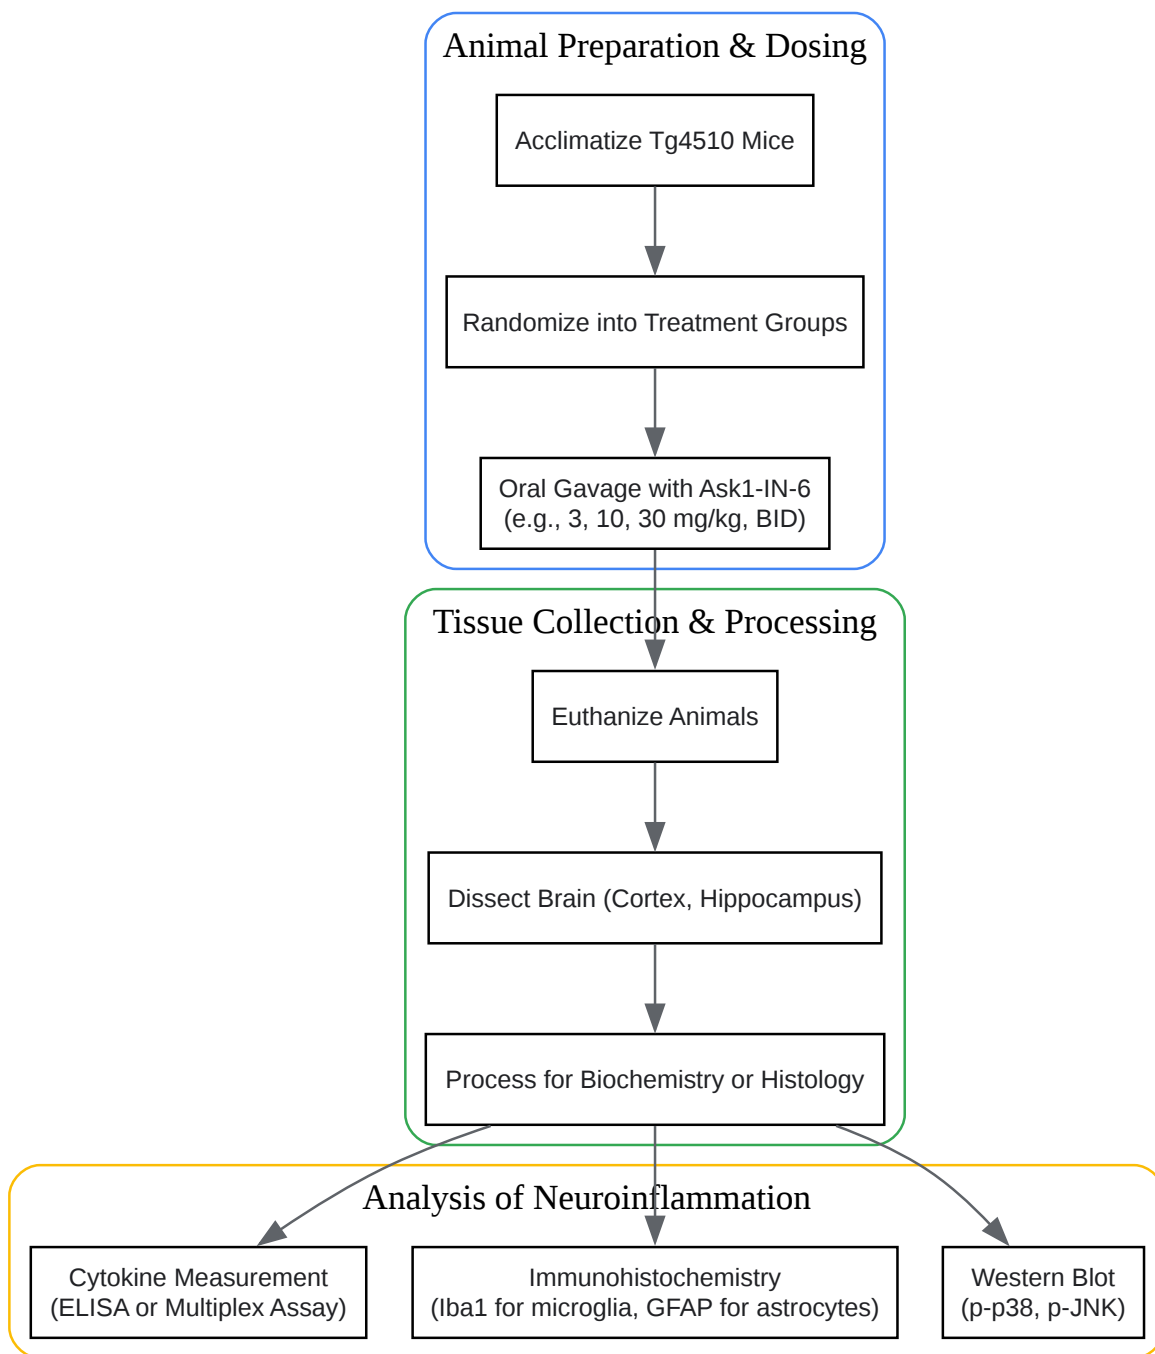 Animal Preparation & Dosing
Acclimatize Tg4510 Mice
Randomize into Treatment Groups
Oral Gavage with Ask1-IN-6
(e.g., 3, 10, 30 mg/kg, BID)
Tissue Collection & Processing
Euthanize Animals
Dissect Brain (Cortex, Hippocampus)
Process for Biochemistry or Histology
Analysis of Neuroinflammation
Cytokine Measurement
(ELISA or Multiplex Assay)
Immunohistochemistry
(Iba1 for microglia, GFAP for astrocytes)
Western Blot
(p-p38, p-JNK)